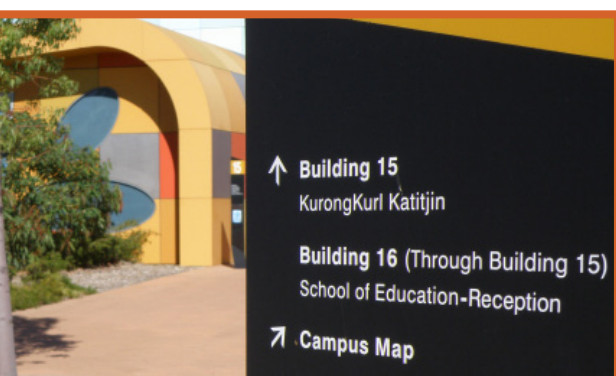 Building 15
KurongKurl Katitjin
Building 16 (Through Building 15)
School of Education-Reception
Campus Map